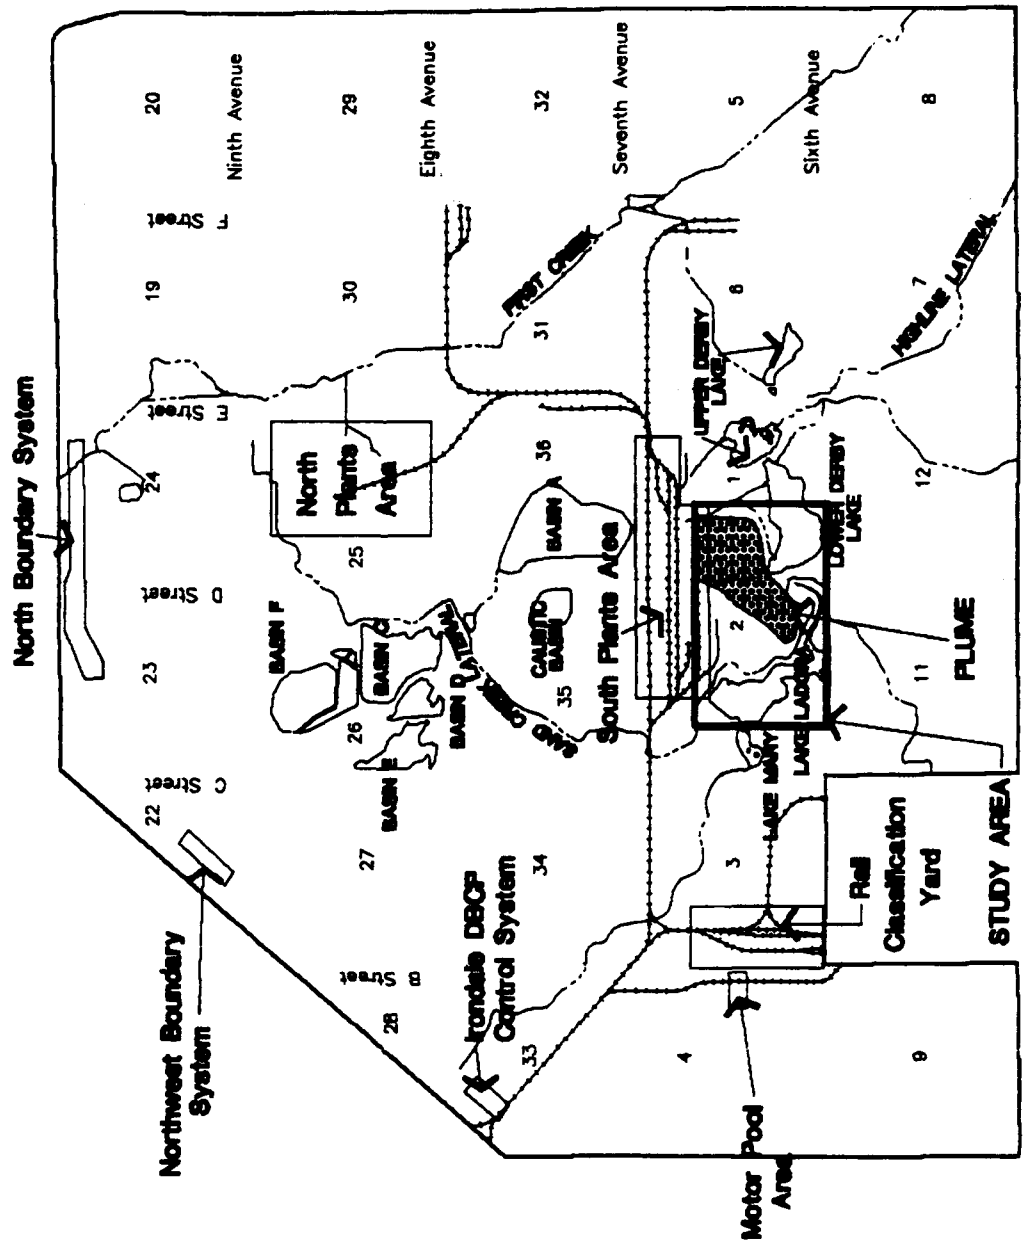 North Boundary System
Northwest Boundary
System
Irondale DBCP
Control System
Motor Pool
Area
22
C Street
23
D Street
24
E Street
19
F Street
20
Ninth Avenue
28
B Street
27
26
BASIN F
BASIN C
BASIN E
BASIN D
25
North
Plants
Area
30
29
Eighth Avenue
33
34
SAND CREEK
LATERAL
35
CAUSTIC
BASIN
BASIN A
36
31
FIRST CREEK
32
Seventh Avenue
South Plants Area
4
3
2
1
UPPER DERBY
LAKE
6
5
Sixth Avenue
LAKE MARY
LAKE LADORA
LOWER DERBY
LAKE
HIGHLINE LATERAL
9
Rail
Classification
Yard
11
12
7
8
PLUME
STUDY AREA